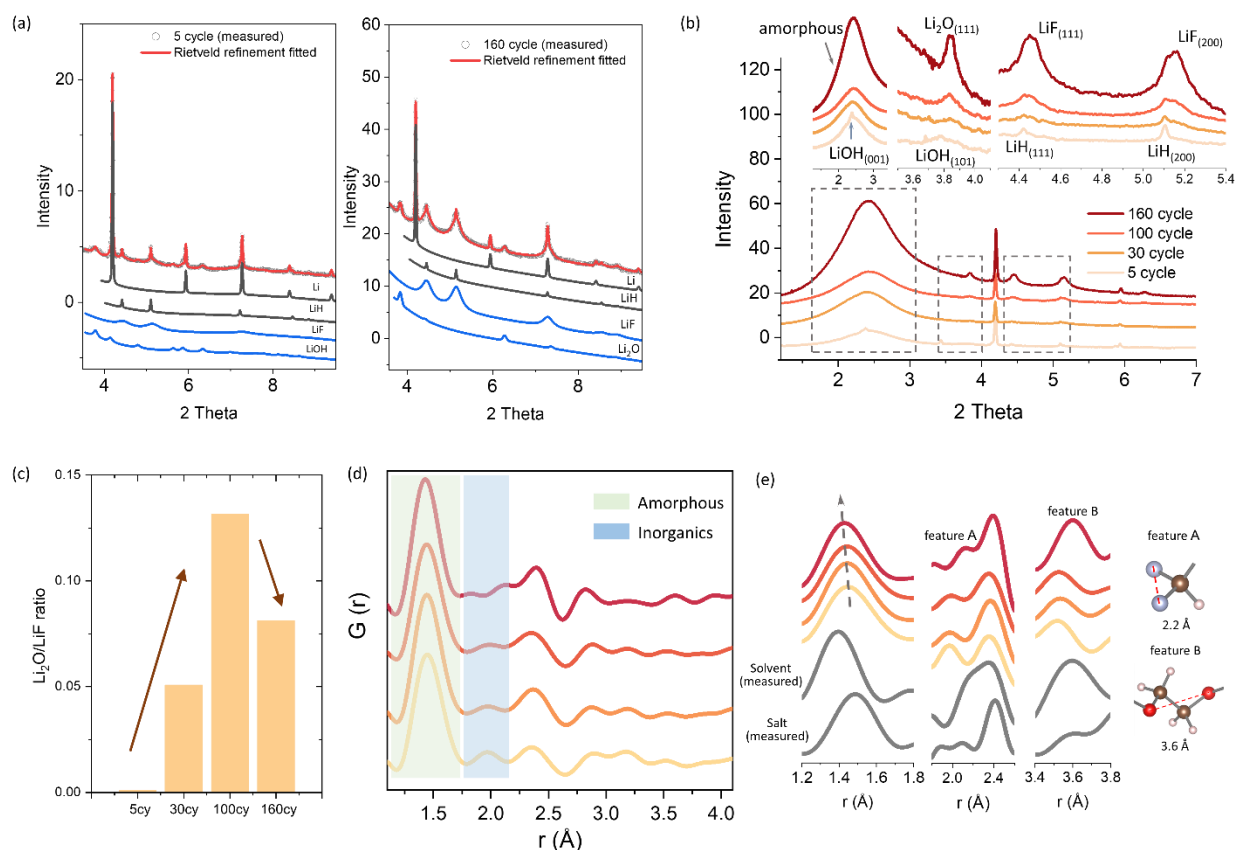 (a)
5 cycle (measured)
Rietveld refinement fitted
Intensity
20
10
0
Li
LiH
LiF
LiOH
4 6 8
2 Theta
160 cycle (measured)
Rietveld refinement fitted
Intensity
60
50
40
30
20
10
0
Li
LiH
LiF
Li2O
4 6 8
2 Theta
(b)
amorphous
Li2O(111)
LiF(111)
LiF(200)
LiOH(001)
LiOH(101)
LiH(111)
LiH(200)
2 3 3.6 3.8 4.0 4.4 4.6 4.8 5.0 5.2 5.4
Intensity
120
100
80
60
40
20
0
160 cycle
100 cycle
30 cycle
5 cycle
2 3 4 5 6 7
2 Theta
(c)
Li2O/LiF ratio
0.15
0.10
0.05
0.00
5cy 30cy 100cy 160cy
(d)
Amorphous
Inorganics
G (r)
1.5 2.0 2.5 3.0 3.5 4.0
r (Å)
(e)
feature A
feature B
Solvent
(measured)
Salt
(measured)
1.2 1.4 1.6 1.8 2.0 2.4 3.4 3.6 3.8
r (Å) r (Å) r (Å)
feature A
2.2 Å
feature B
3.6 Å